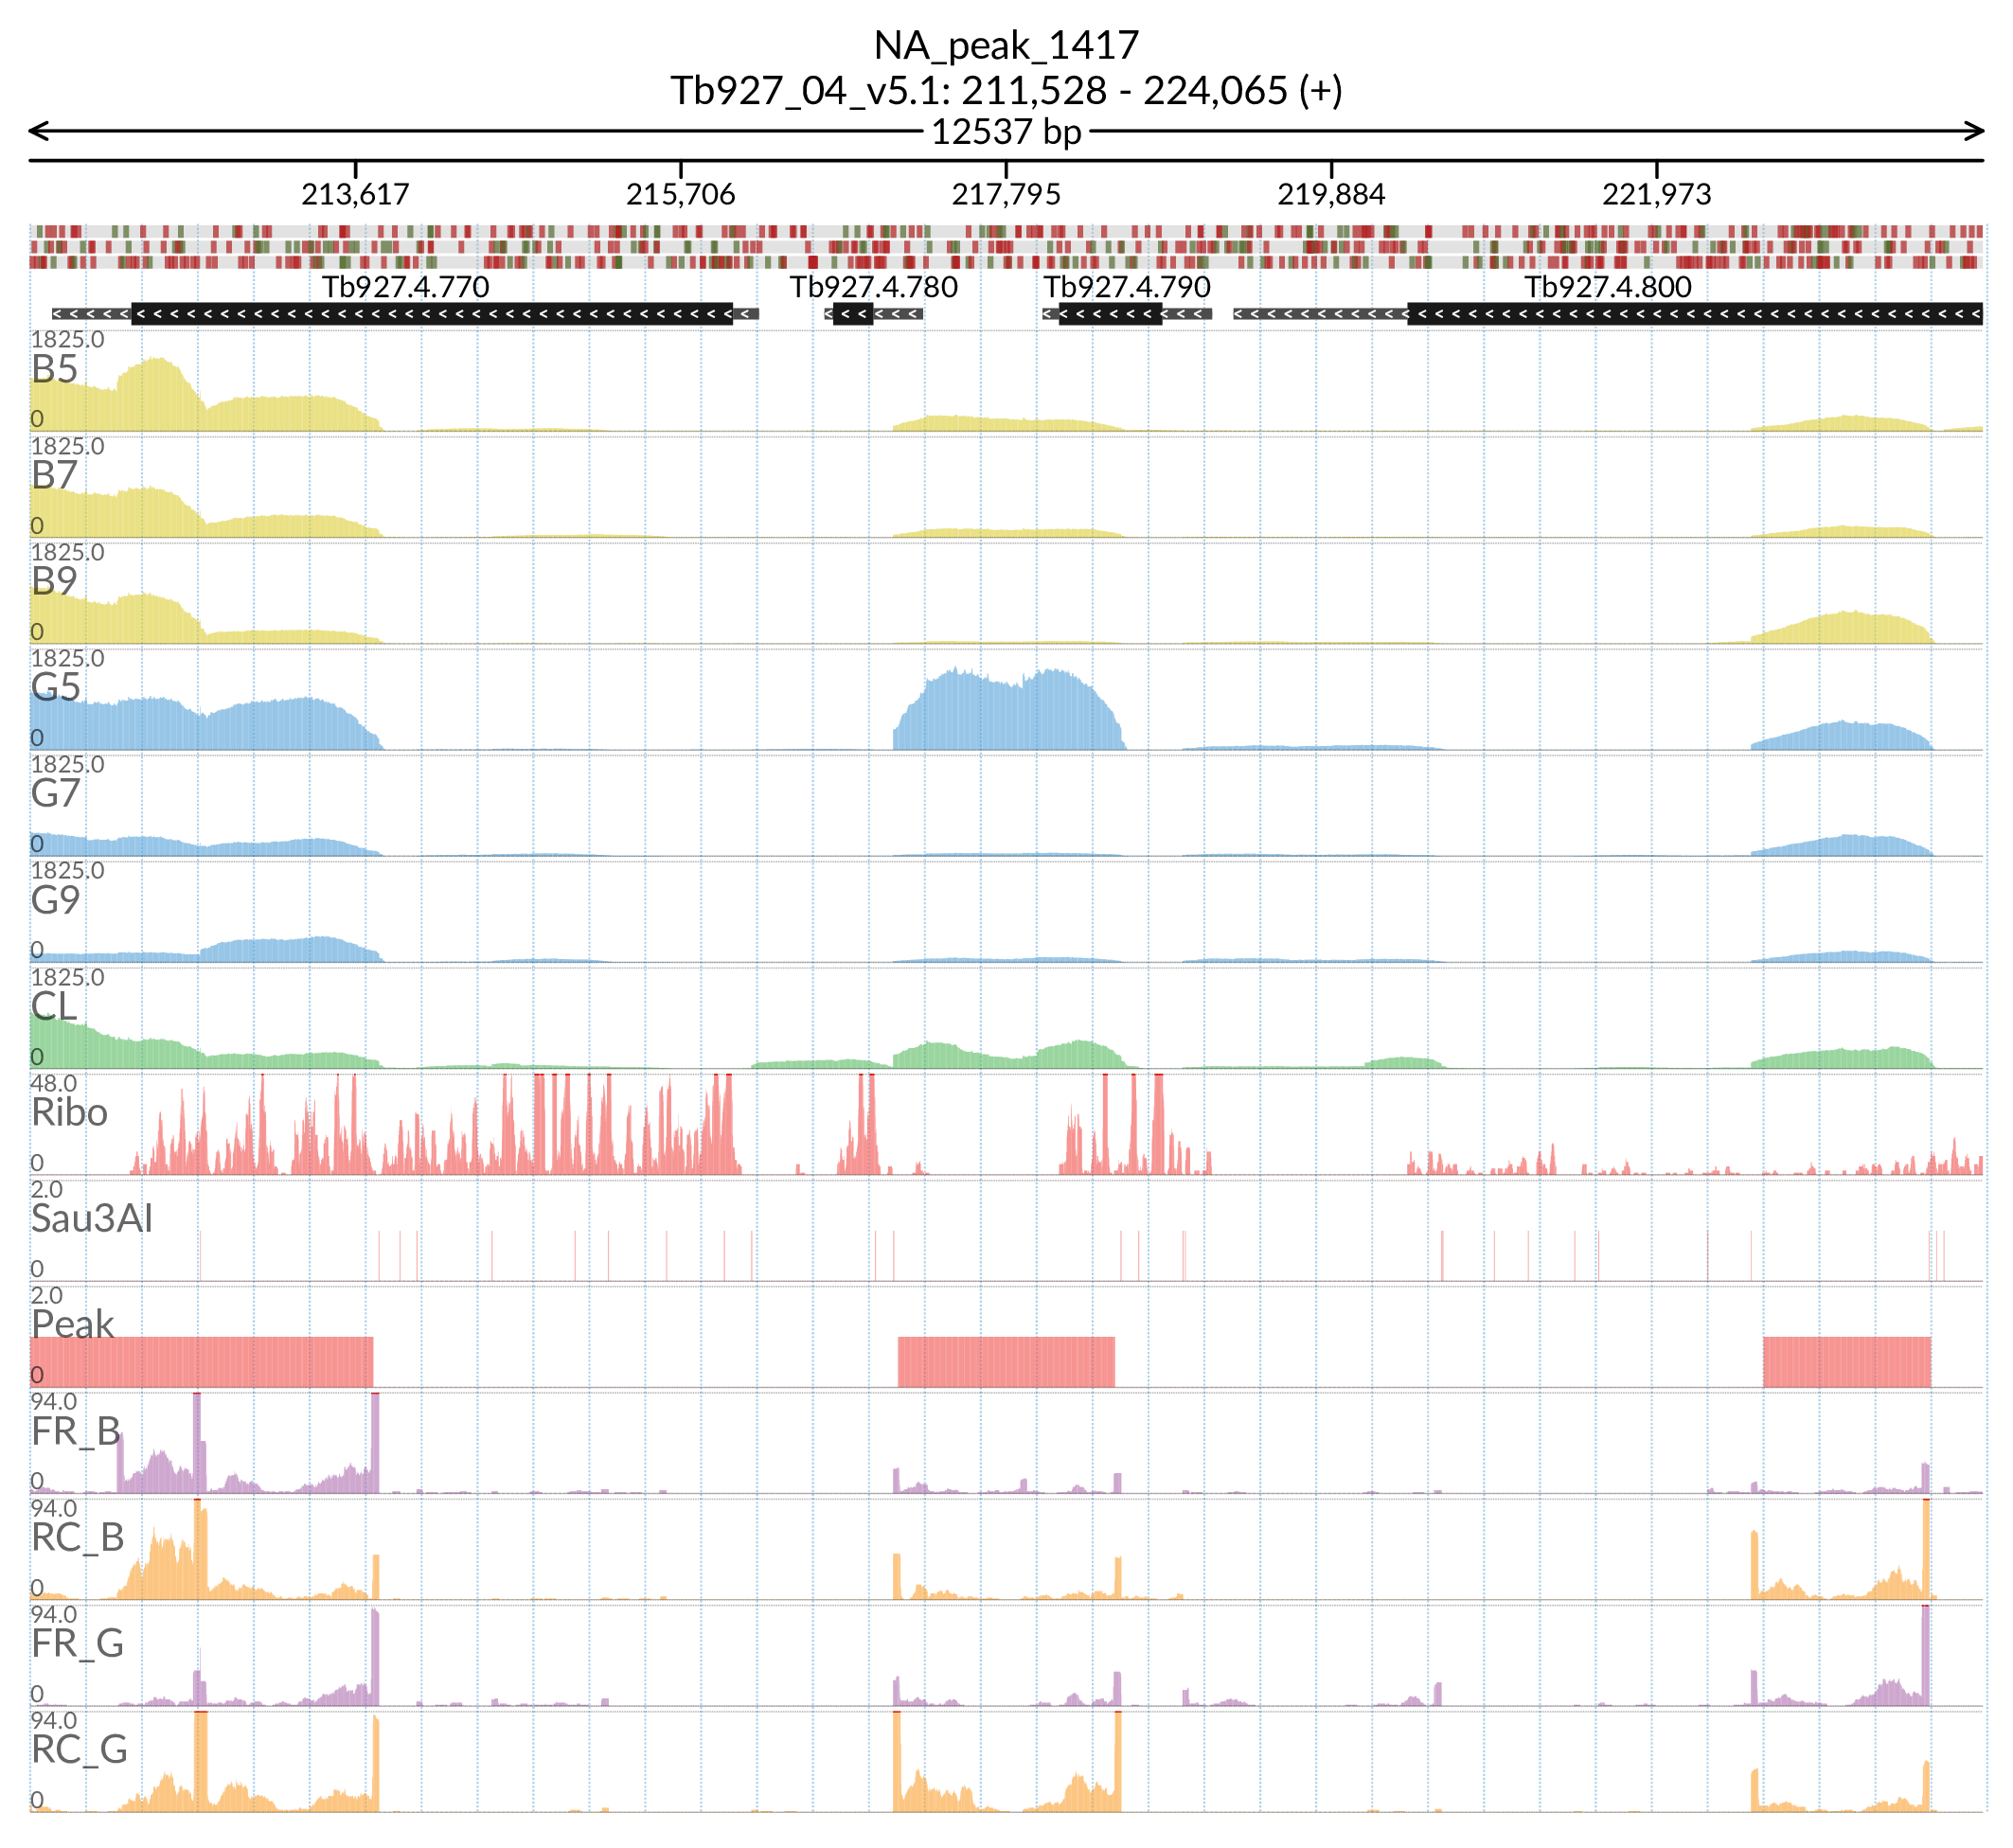 NA_peak_1417
Tb927_04_v5.1: 211,528 - 224,065 (+)
12537 bp
213,617 215,706 217,795 219,884 221,973
Tb927.4.770 Tb927.4.780 Tb927.4.790 Tb927.4.800
1825.0
B5
0
1825.0
B7
0
1825.0
B9
0
1825.0
G5
0
1825.0
G7
0
1825.0
G9
0
1825.0
CL
0
48.0
Ribo
0
2.0
Sau3AI
0
2.0
Peak
0
94.0
FR_B
0
94.0
RC_B
0
94.0
FR_G
0
94.0
RC_G
0